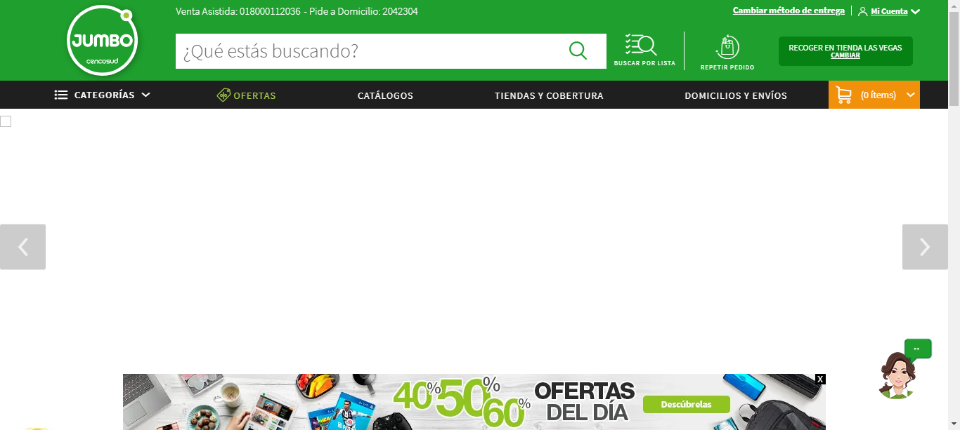 Venta Asistida: 018000112036 - Pide a Domicilio: 2042304
Cambiar método de entrega
Mi Cuenta
JUMBO
cencosud
¿Qué estás buscando?
BUSCAR POR LISTA
REPETIR PEDIDO
RECOGER EN TIENDA LAS VEGAS
CAMBIAR
CATEGORÍAS
OFERTAS
CATÁLOGOS
TIENDAS Y COBERTURA
DOMICILIOS Y ENVÍOS
(0 ítems)
40% 50% 60%
OFERTAS
DEL DÍA
Descúbrelas
X